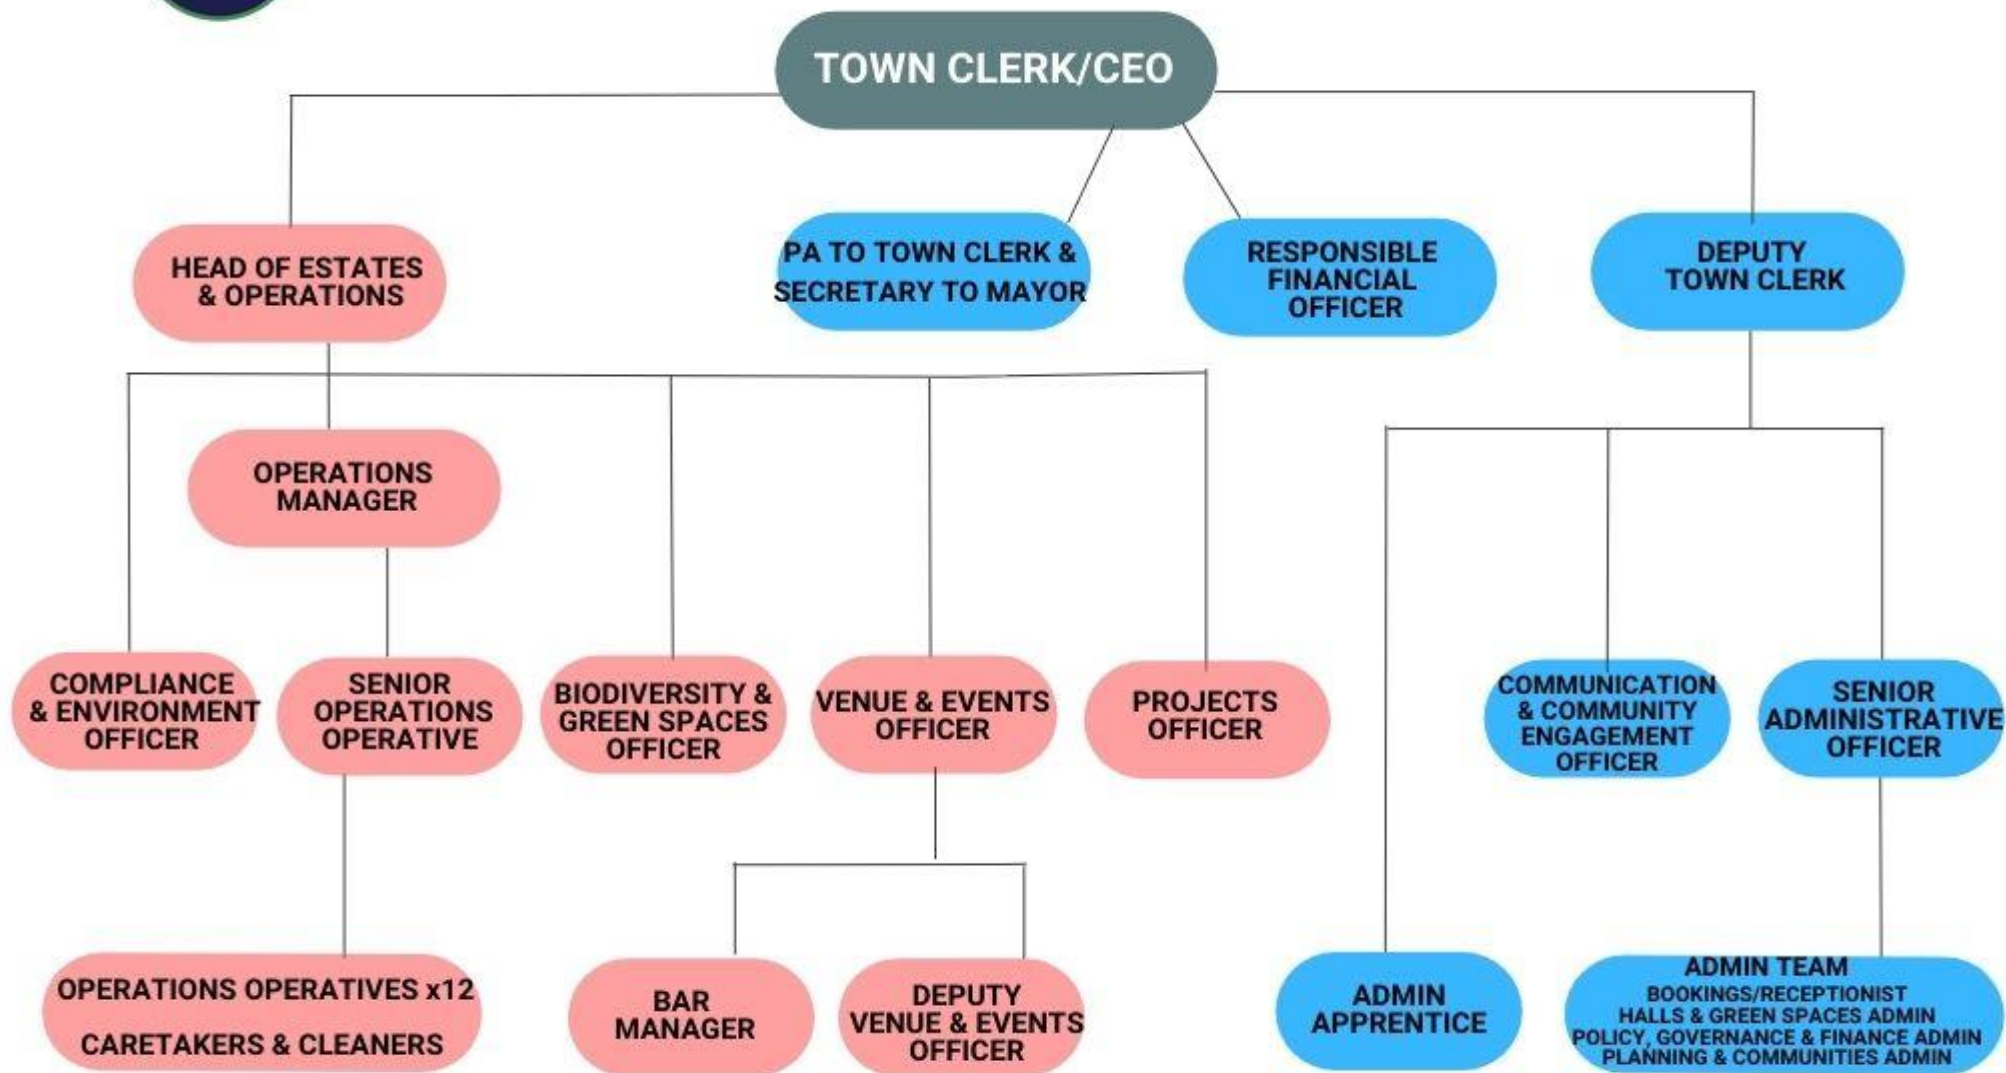 TOWN CLERK/CEO
HEAD OF ESTATES
& OPERATIONS
PA TO TOWN CLERK &
SECRETARY TO MAYOR
RESPONSIBLE
FINANCIAL
OFFICER
DEPUTY
TOWN CLERK
OPERATIONS
MANAGER
COMPLIANCE
& ENVIRONMENT
OFFICER
SENIOR
OPERATIONS
OPERATIVE
BIODIVERSITY &
GREEN SPACES
OFFICER
VENUE & EVENTS
OFFICER
PROJECTS
OFFICER
COMMUNICATION
& COMMUNITY
ENGAGEMENT
OFFICER
SENIOR
ADMINISTRATIVE
OFFICER
OPERATIONS OPERATIVES x12
CARETAKERS & CLEANERS
BAR
MANAGER
DEPUTY
VENUE & EVENTS
OFFICER
ADMIN
APPRENTICE
ADMIN TEAM
BOOKINGS/RECEPTIONIST
HALLS & GREEN SPACES ADMIN
POLICY, GOVERNANCE & FINANCE ADMIN
PLANNING & COMMUNITIES ADMIN